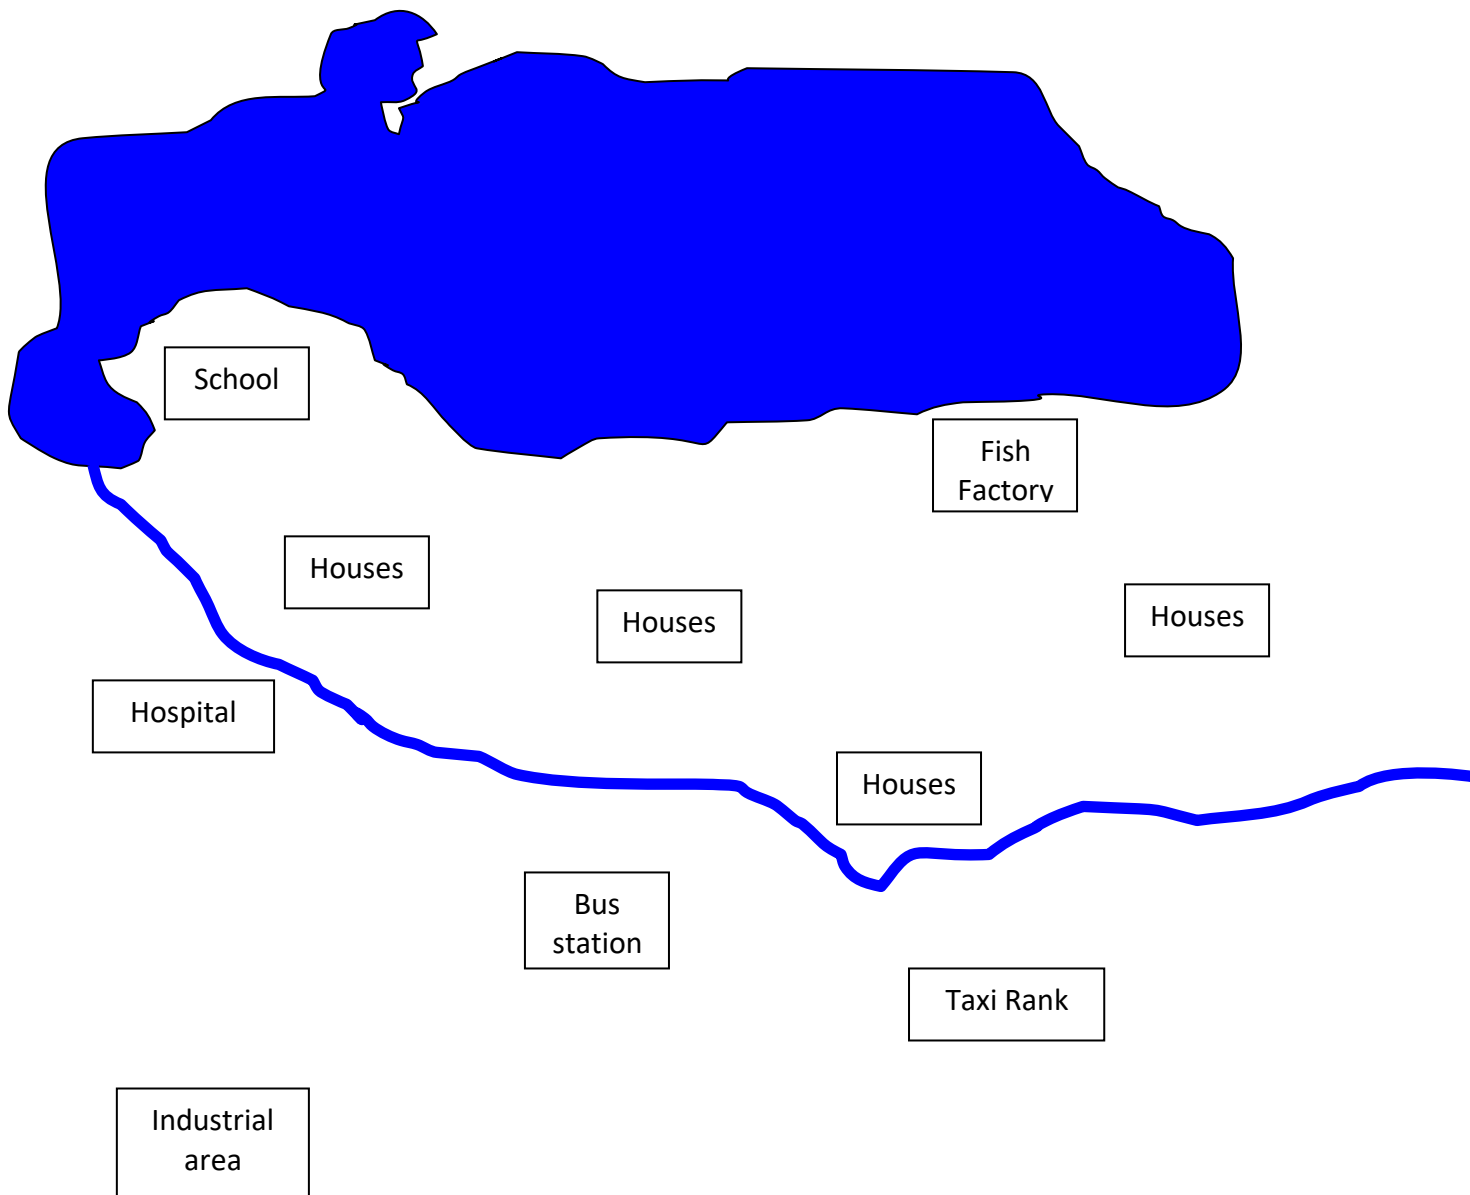 School
Fish
Factory
Houses
Houses
Houses
Hospital
Houses
Bus
station
Taxi Rank
Industrial
area